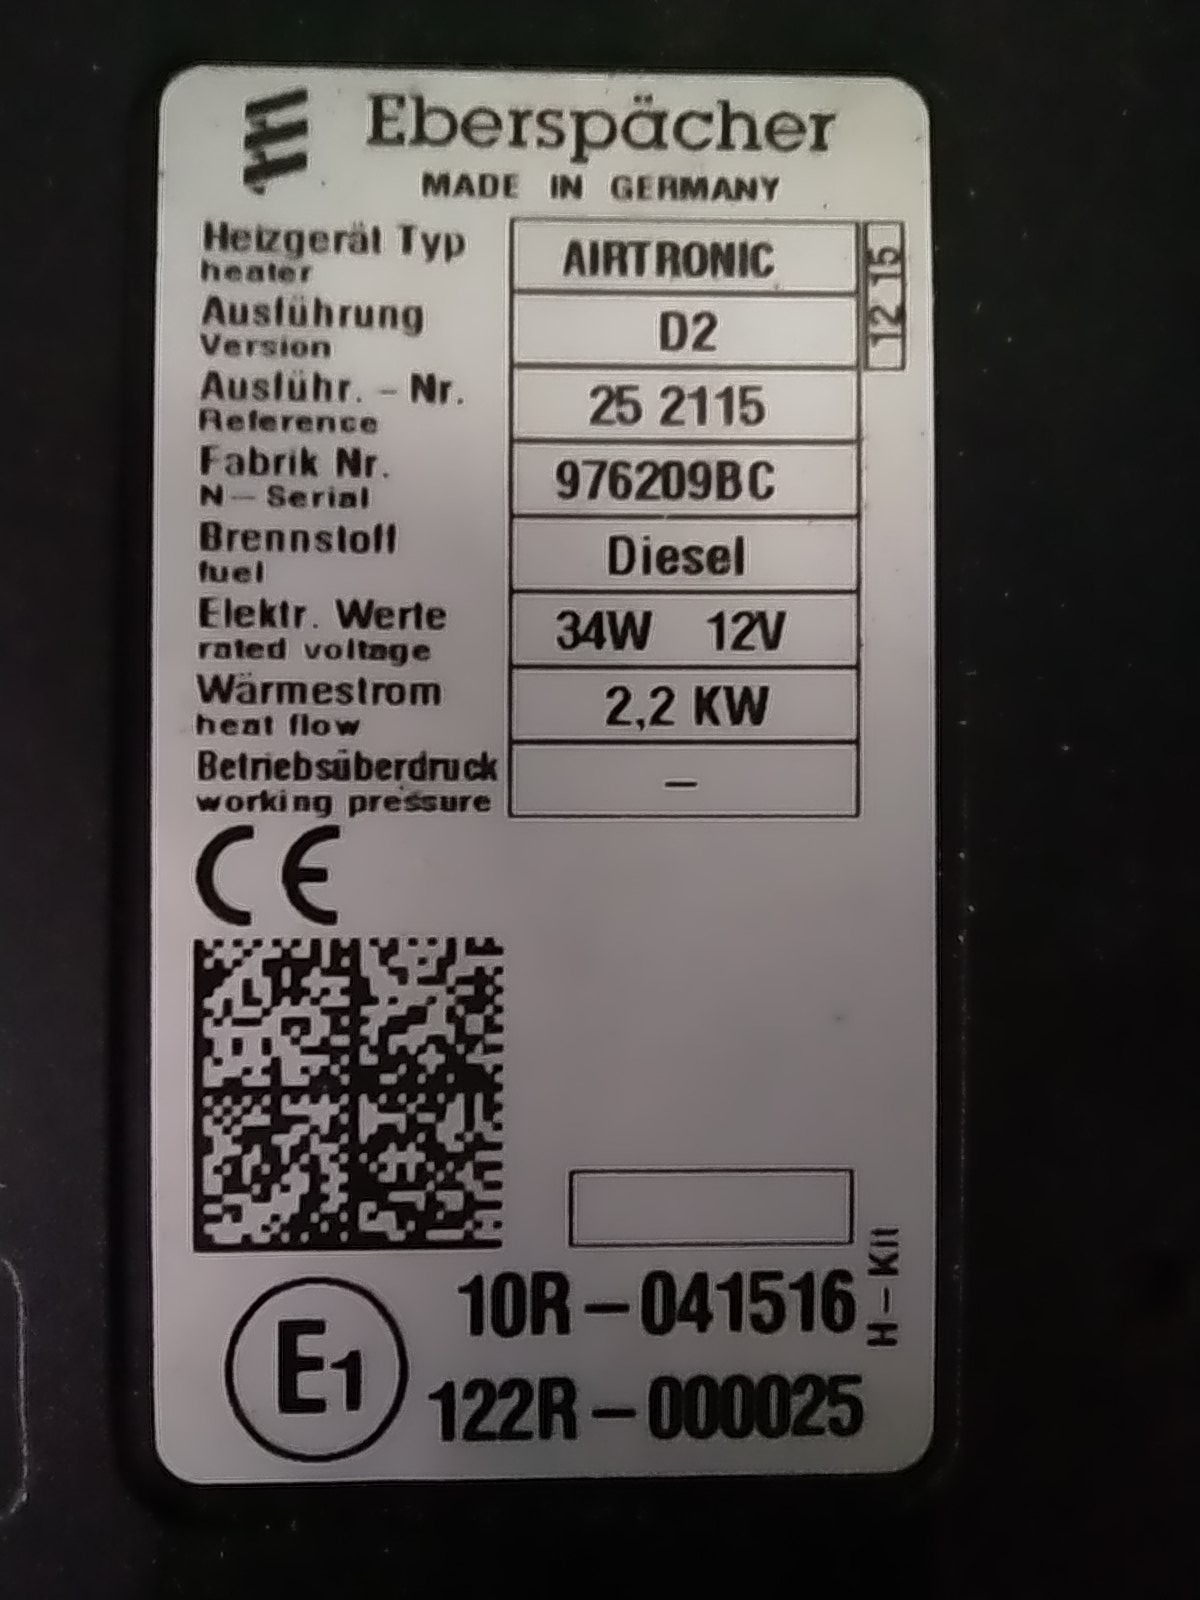 Eberspächer
MADE IN GERMANY
Heizgerät Typ AIRTRONIC
heater
Ausführung D2
Version
12 15
Ausführ. - Nr. 25 2115
Reference
Fabrik Nr. 976209BC
N - Serial
Brennstoff Diesel
fuel
Elektr. Werte 34W 12V
rated voltage
Wärmestrom 2,2 KW
heat flow
Betriebsüberdruck –
working pressure
CE
H - Kit
10R - 041516
E1
122R - 000025